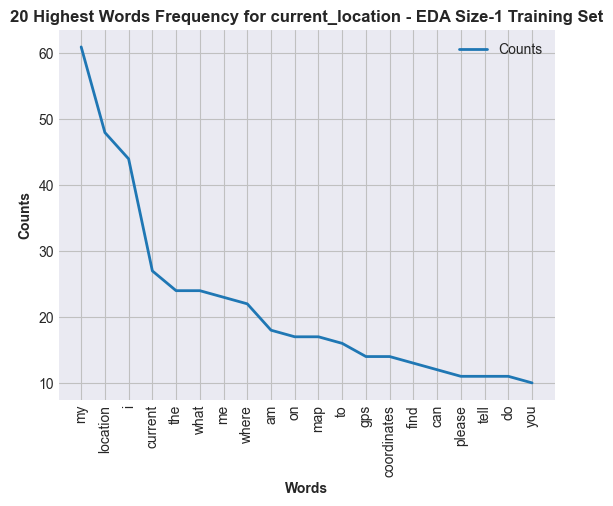 20 Highest Words Frequency for current_location - EDA Size-1 Training Set
Counts
60
50
40
30
20
10
Counts
my
location
i
current
the
what
me
where
am
on
map
to
gps
coordinates
find
can
please
tell
do
you
Words